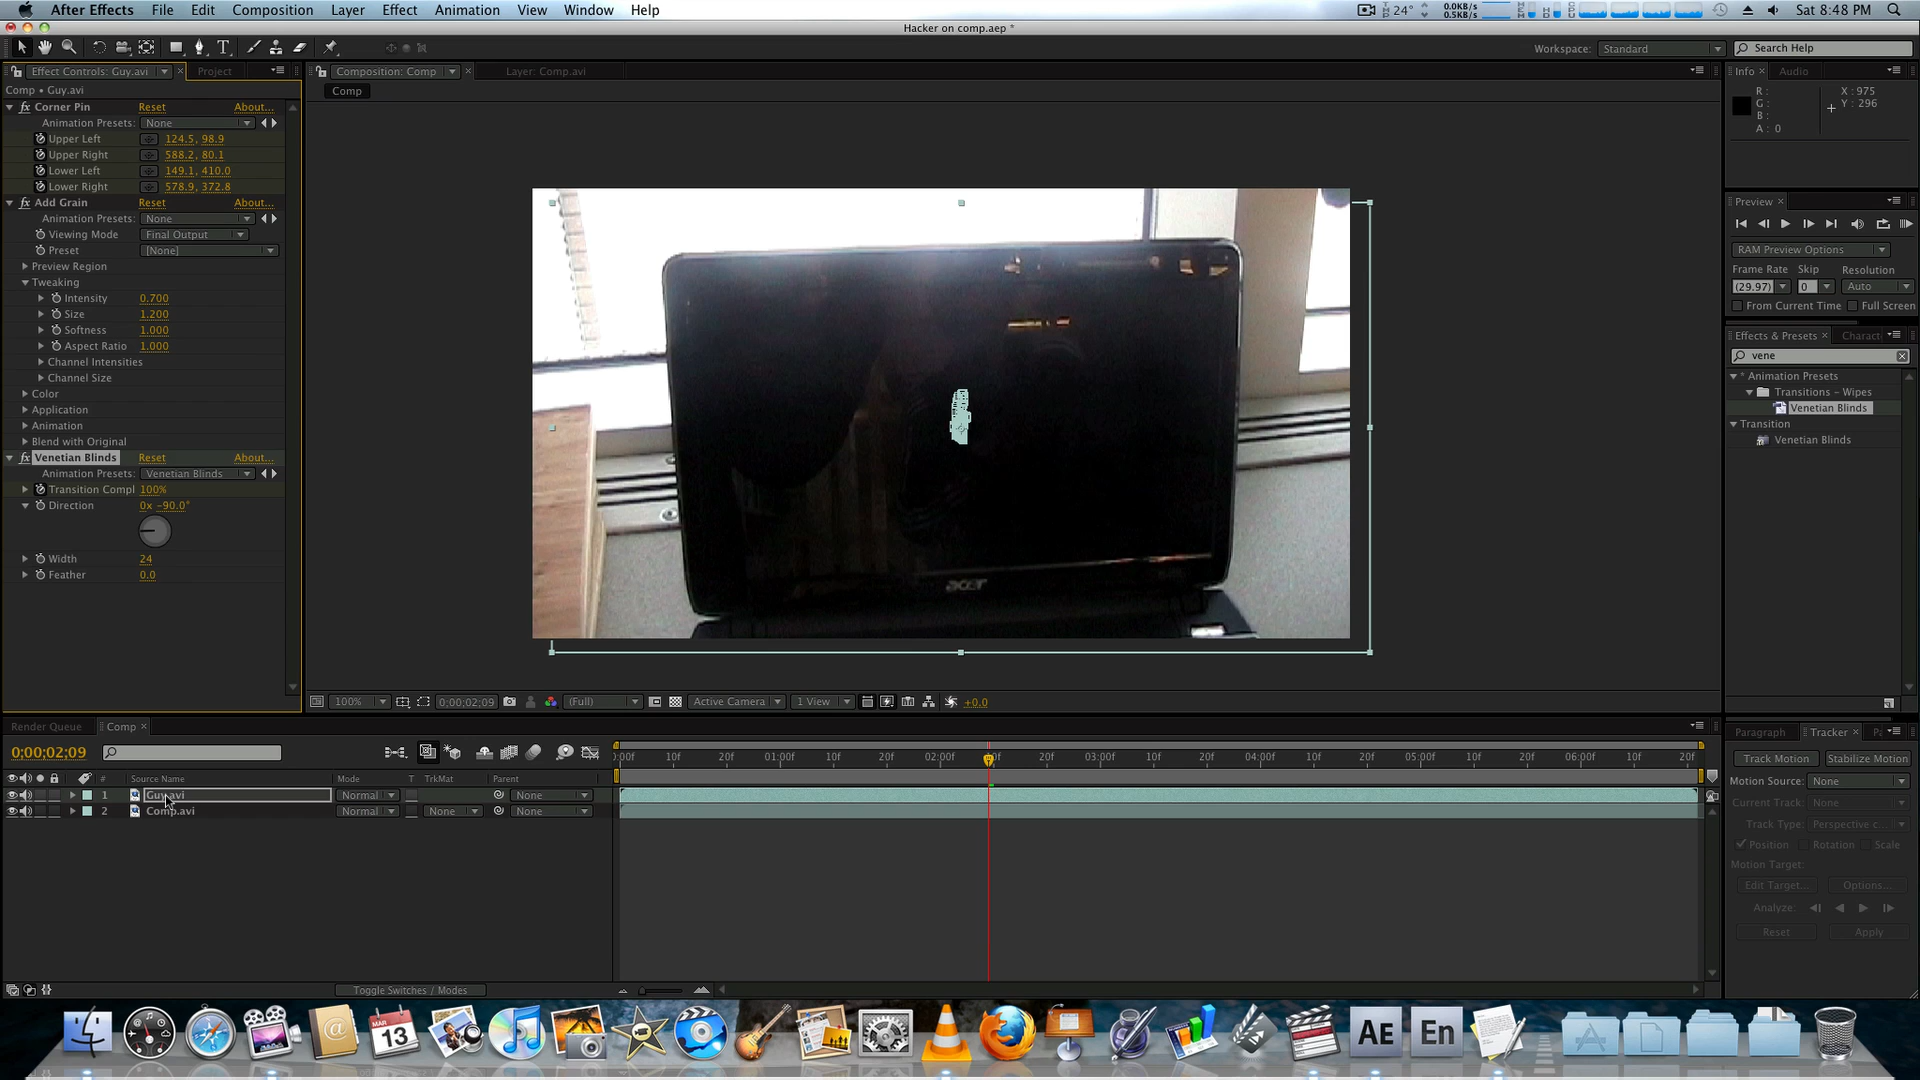 After Effects File Edit Composition Layer Effect Animation View Window Help
24° 0.0KB/s 0.5KB/s Sat 8:48 PM
Hacker on comp.aep *
T Workspace: Standard Search Help
Effect Controls: Guy.avi × Project
Comp • Guy.avi
fx Corner Pin Reset About...
Animation Presets: None
Upper Left 124.5, 98.9
Upper Right 588.2, 80.1
Lower Left 149.1, 410.0
Lower Right 578.9, 372.8
fx Add Grain Reset About...
Animation Presets: None
Viewing Mode Final Output
Preset [None]
Preview Region
Tweaking
Intensity 0.700
Size 1.200
Softness 1.000
Aspect Ratio 1.000
Channel Intensities
Channel Size
Color
Application
Animation
Blend with Original
fx Venetian Blinds Reset About...
Animation Presets: Venetian Blinds
Transition Compl 100%
Direction 0x -90.0°
Width 24
Feather 0.0
Composition: Comp × Layer: Comp.avi
Comp
acer
100% 0;00;02;09 (Full) Active Camera 1 View +0.0
Info × Audio
R : X : 975
G : Y : 296
B :
A : 0
Preview ×
RAM Preview Options
Frame Rate Skip Resolution
(29.97) 0 Auto
From Current Time Full Screen
Effects & Presets × Charact
vene
* Animation Presets
Transitions - Wipes
Venetian Blinds
Transition
Venetian Blinds
Render Queue Comp ×
0;00;02;09
:00f 10f 20f 01:00f 10f 20f 02:00f 20f 03:00f 10f 20f 04:00f 10f 20f 05:00f 10f 20f 06:00f 10f 20f
# Source Name Mode T TrkMat Parent
1 Guy.avi Normal None
2 Comp.avi Normal None None
Toggle Switches / Modes
Paragraph Tracker ×
Track Motion Stabilize Motion
Motion Source: None
Current Track: None
Track Type: Perspective c...
Position Rotation Scale
Motion Target:
Edit Target... Options...
Analyze:
Reset Apply
MAR 13 Ae En